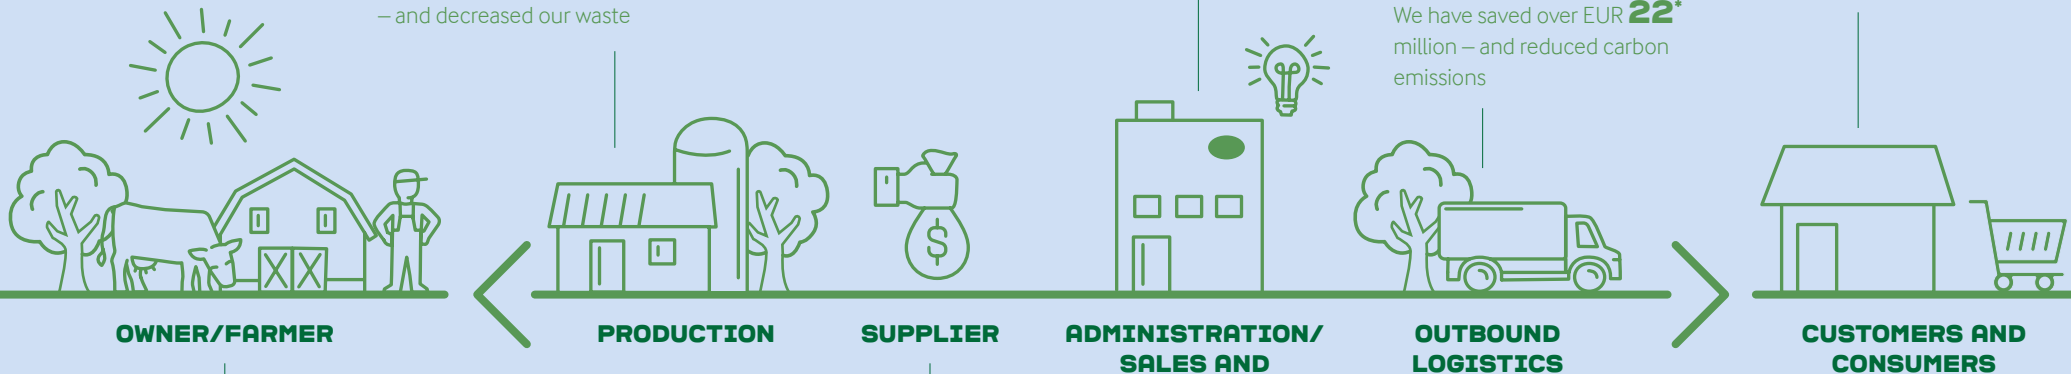 – and decreased our waste
We have saved over EUR 22*
million – and reduced carbon
emissions
$
OWNER/FARMER
PRODUCTION
SUPPLIER
ADMINISTRATION/
SALES AND
OUTBOUND
LOGISTICS
CUSTOMERS AND
CONSUMERS